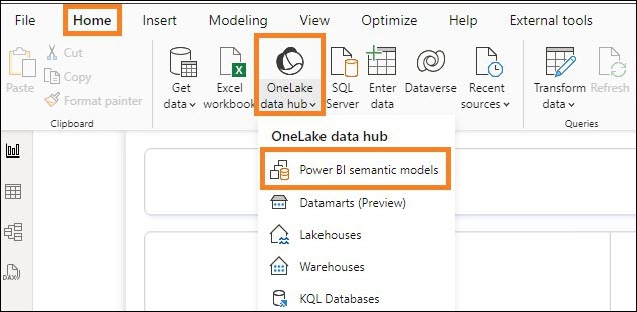 File Home Insert Modeling View Optimize Help External tools
Paste
Cut
Copy
Format painter
Clipboard
Get
data
Excel
workbook
OneLake
data hub
SQL
Server
Enter
data
Dataverse
Recent
sources
Transform
data
Refresh
Queries
OneLake data hub
Power BI semantic models
Datamarts (Preview)
Lakehouses
Warehouses
KQL Databases
DAX